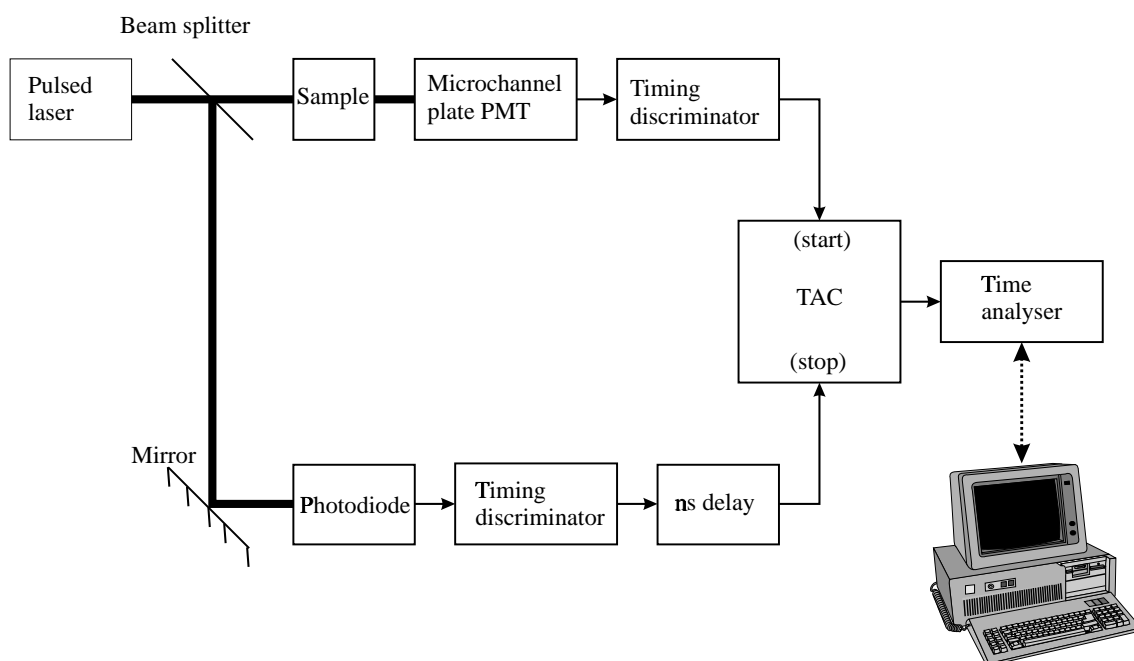 Beam splitter
Pulsed
laser
Sample
Microchannel
plate PMT
Timing
discriminator
(start)
TAC
(stop)
Time
analyser
Mirror
Photodiode
Timing
discriminator
ns delay